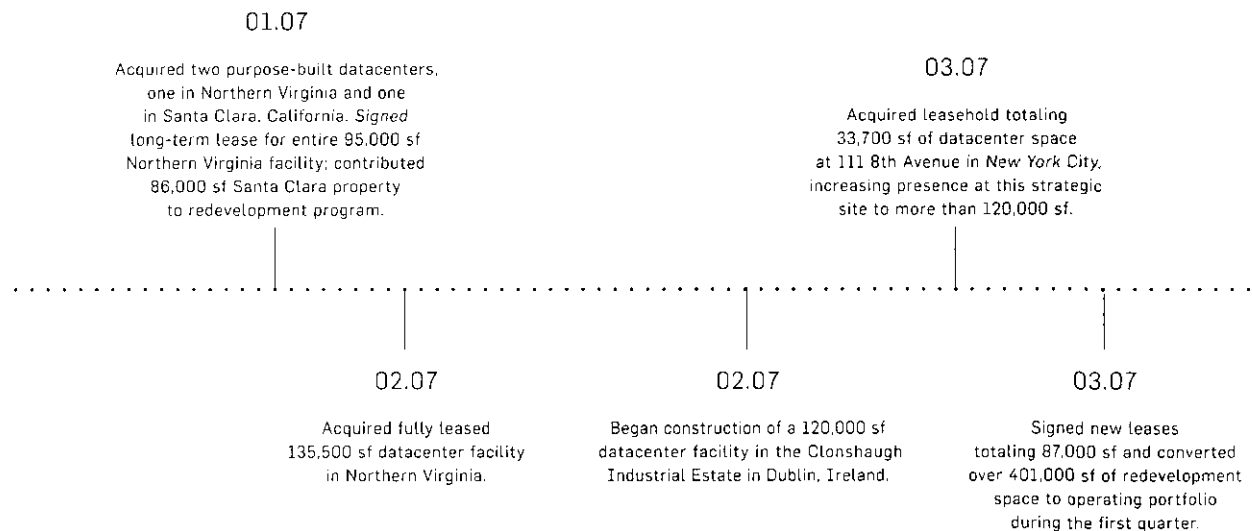 01.07
Acquired two purpose-built datacenters,
one in Northern Virginia and one
in Santa Clara, California. Signed
long-term lease for entire 95,000 sf
Northern Virginia facility; contributed
86,000 sf Santa Clara property
to redevelopment program.
02.07
Acquired fully leased
135,500 sf datacenter facility
in Northern Virginia.
02.07
Began construction of a 120,000 sf
datacenter facility in the Clonshaugh
Industrial Estate in Dublin, Ireland.
03.07
Acquired leasehold totaling
33,700 sf of datacenter space
at 111 8th Avenue in New York City,
increasing presence at this strategic
site to more than 120,000 sf.
03.07
Signed new leases
totaling 87,000 sf and converted
over 401,000 sf of redevelopment
space to operating portfolio
during the first quarter.